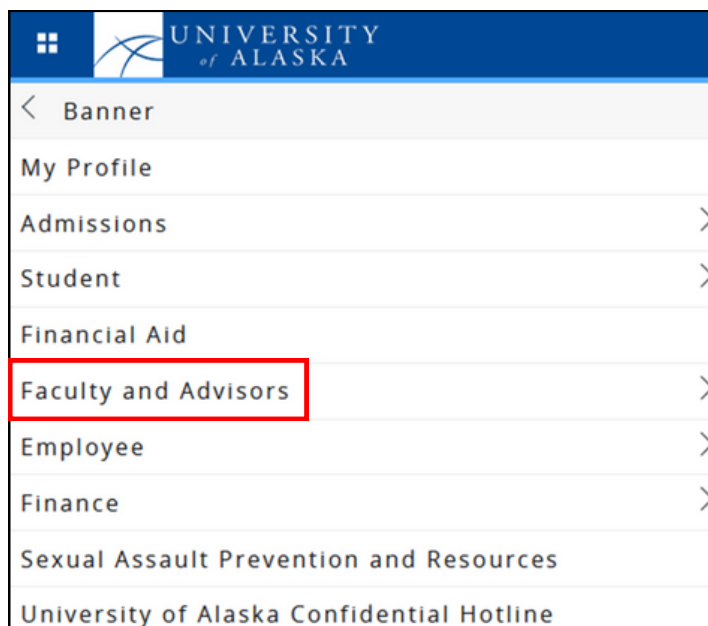 UNIVERSITY
of ALASKA
Banner
My Profile
Admissions
Student
Financial Aid
Faculty and Advisors
Employee
Finance
Sexual Assault Prevention and Resources
University of Alaska Confidential Hotline